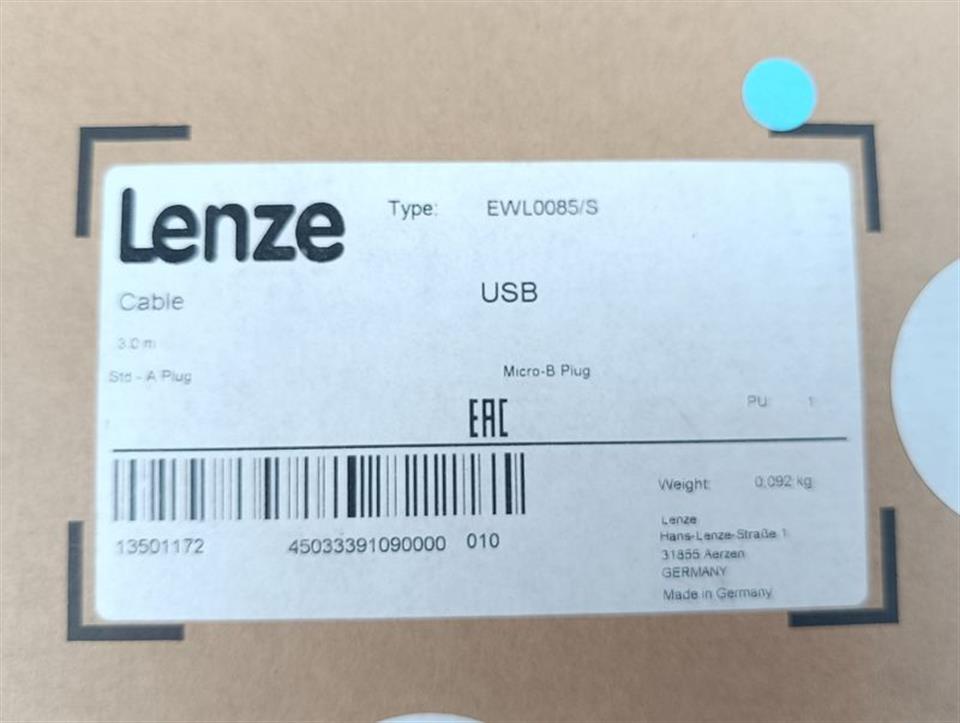 Lenze Type: EWL0085/S
Cable USB
3.0 m
Std - A Plug Micro-B Plug
EAC PU: 1
Weight: 0.092 kg
13501172 45033391090000 010
Lenze
Hans-Lenze-Straße 1
31855 Aerzen
GERMANY
Made in Germany